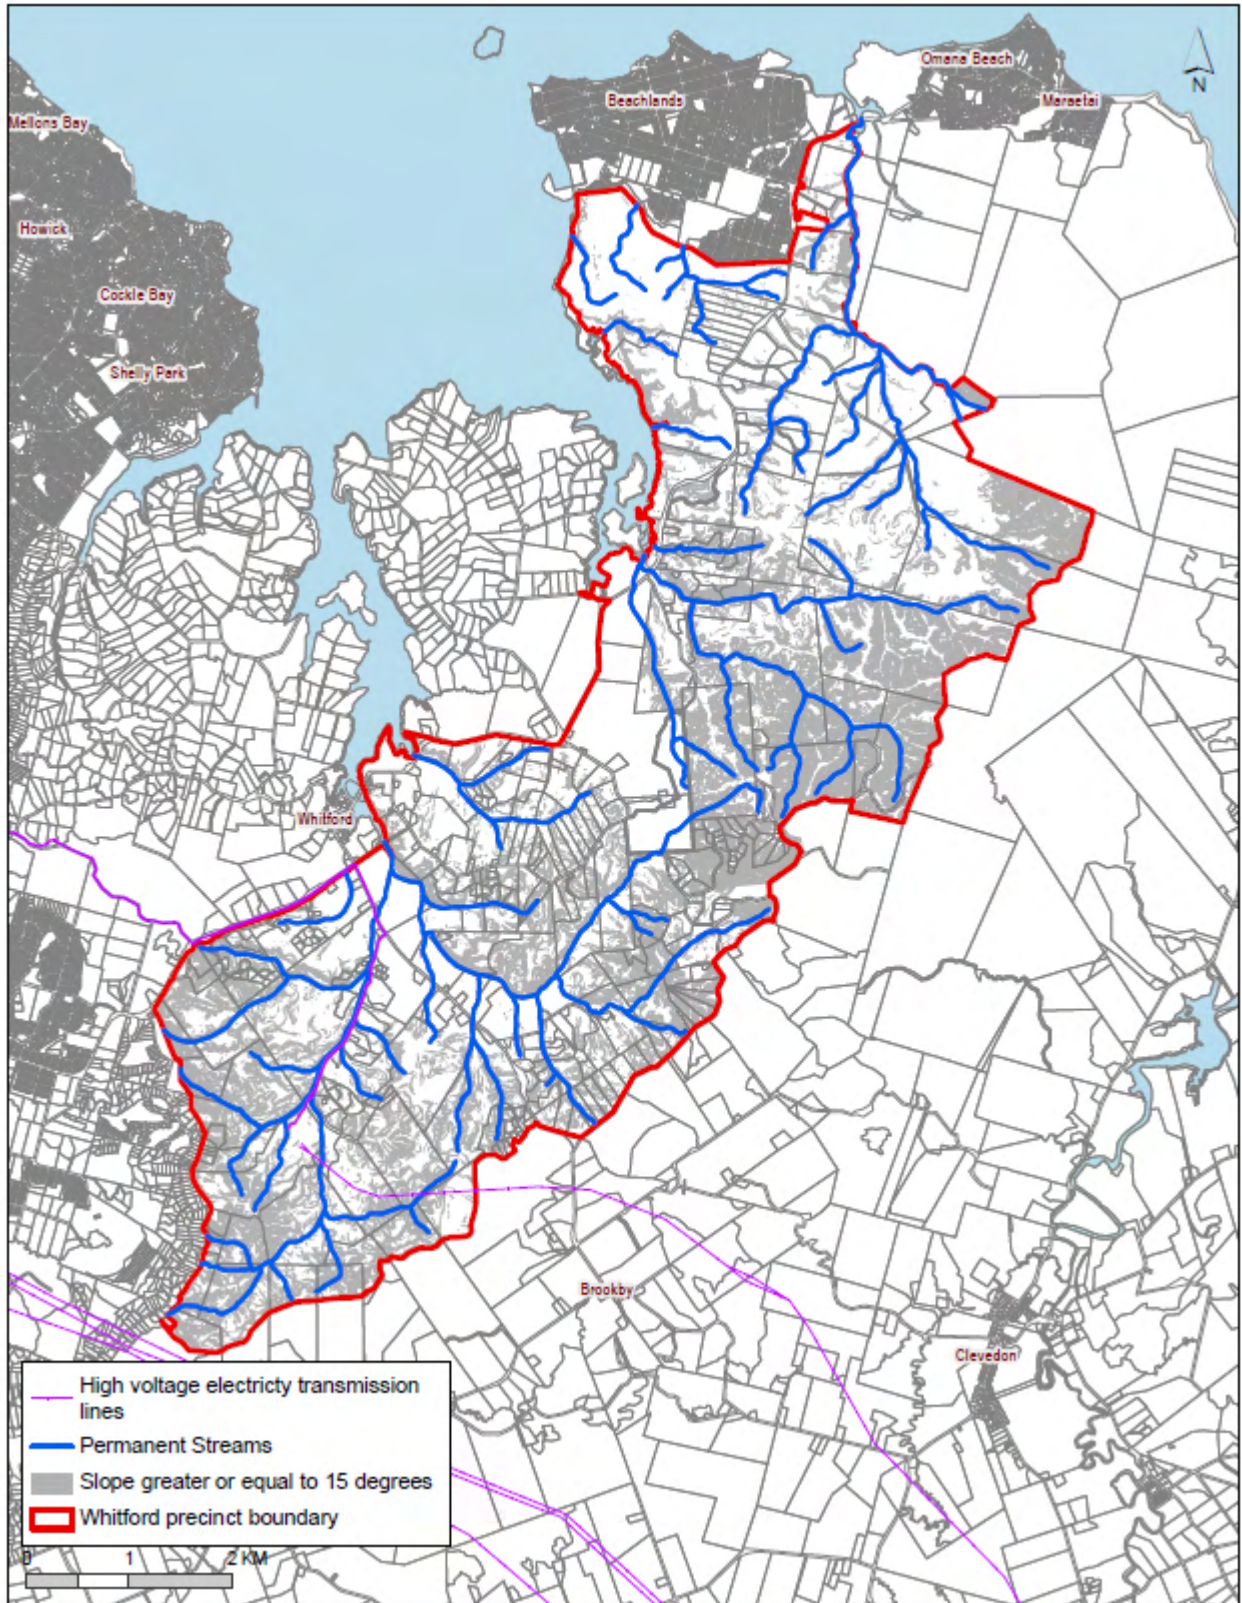 Omana Beach
Beachlands
Maraetai
N
Mellons Bay
Howick
Cockle Bay
Shelly Park
Whitford
Brookby
Clevedon
High voltage electricty transmission
lines
Permanent Streams
Slope greater or equal to 15 degrees
Whitford precinct boundary
0 1 2 KM